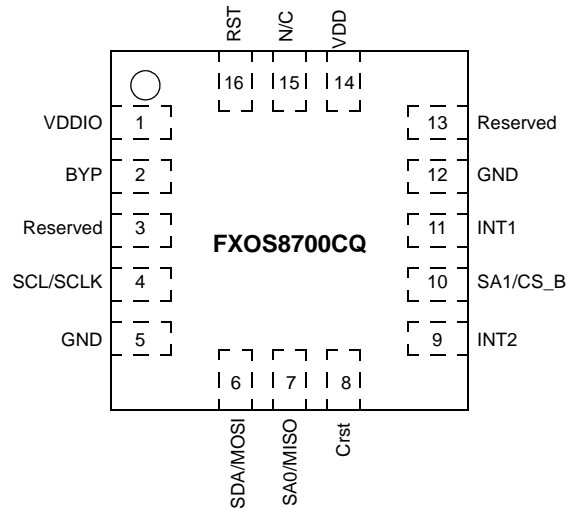 RST
N/C
VDD
16
15
14
VDDIO 1
13 Reserved
BYP 2
12 GND
Reserved 3
11 INT1
FXOS8700CQ
SCL/SCLK 4
10 SA1/CS_B
GND 5
9 INT2
6
7
8
SDA/MOSI
SA0/MISO
Crst